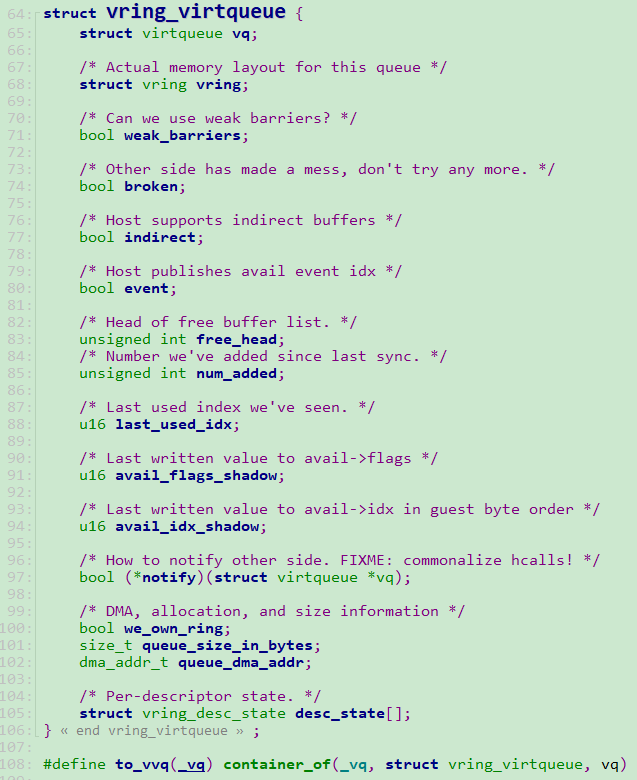 64: struct vring_virtqueue {
65: struct virtqueue vq;
66:
67: /* Actual memory layout for this queue */
68: struct vring vring;
69:
70: /* Can we use weak barriers? */
71: bool weak_barriers;
72:
73: /* Other side has made a mess, don't try any more. */
74: bool broken;
75:
76: /* Host supports indirect buffers */
77: bool indirect;
78:
79: /* Host publishes avail event idx */
80: bool event;
81:
82: /* Head of free buffer list. */
83: unsigned int free_head;
84: /* Number we've added since last sync. */
85: unsigned int num_added;
86:
87: /* Last used index we've seen. */
88: u16 last_used_idx;
89:
90: /* Last written value to avail->flags */
91: u16 avail_flags_shadow;
92:
93: /* Last written value to avail->idx in guest byte order */
94: u16 avail_idx_shadow;
95:
96: /* How to notify other side. FIXME: commonalize hcalls! */
97: bool (*notify)(struct virtqueue *vq);
98:
99: /* DMA, allocation, and size information */
100: bool we_own_ring;
101: size_t queue_size_in_bytes;
102: dma_addr_t queue_dma_addr;
103:
104: /* Per-descriptor state. */
105: struct vring_desc_state desc_state[];
106: } « end vring_virtqueue » ;
107:
108: #define to_vvq(_vq) container_of(_vq, struct vring_virtqueue, vq)